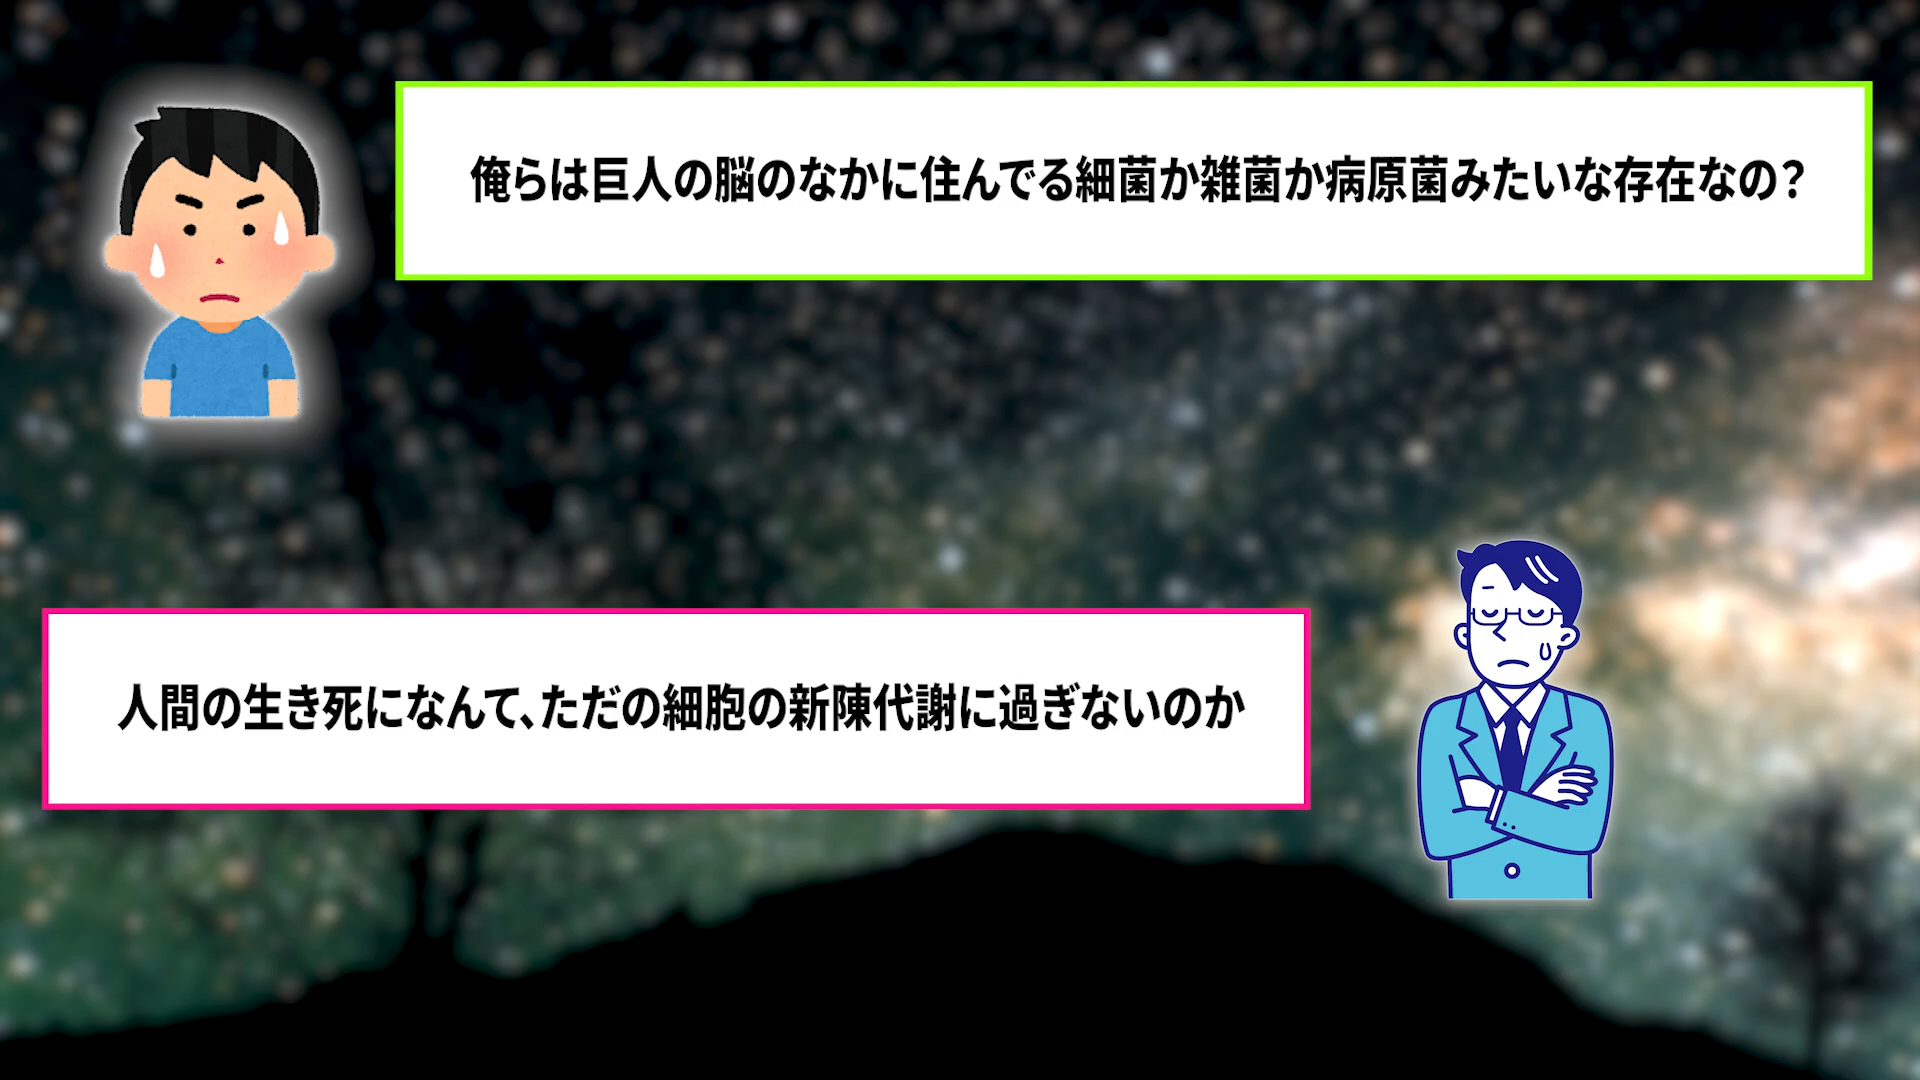 俺らは巨人の脳のなかに住んでる細菌か雑菌か病原菌みたいな存在なの？
人間の生き死になんて、ただの細胞の新陳代謝に過ぎないのか